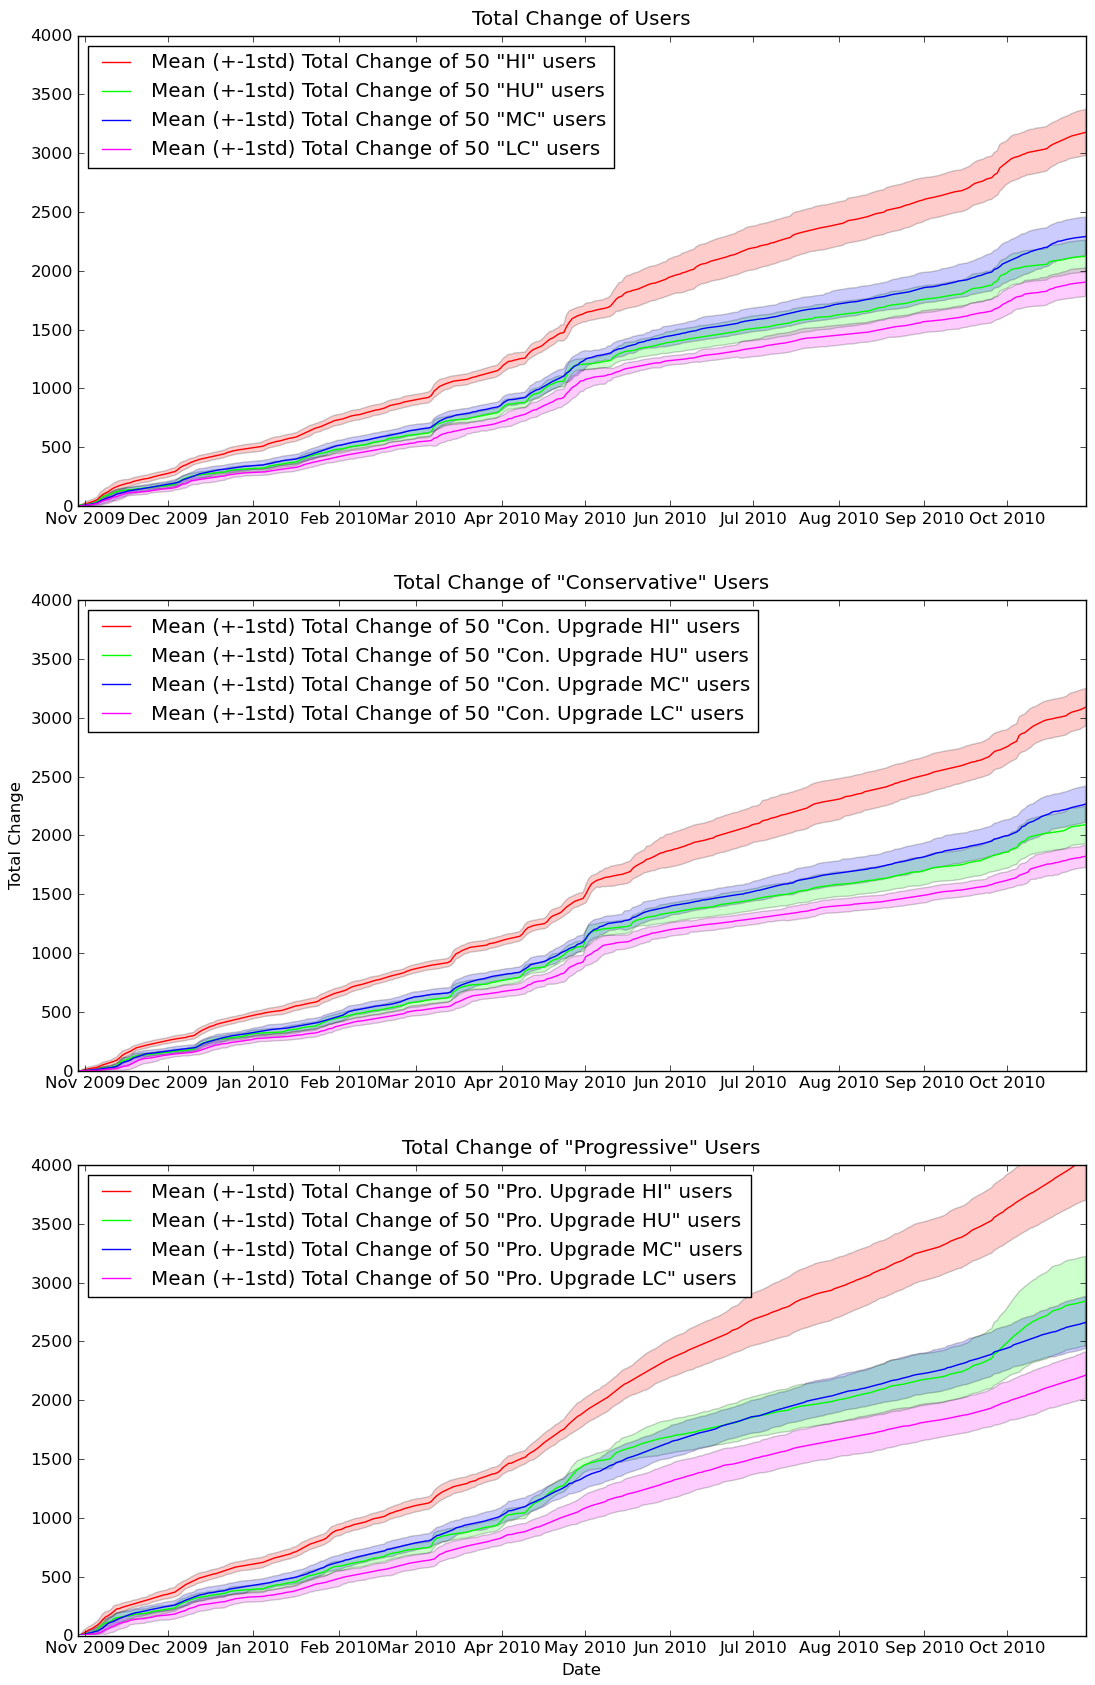 Total Change of Users
4000
3500
3000
2500
2000
1500
1000
500
0
Mean (+-1std) Total Change of 50 "HI" users
Mean (+-1std) Total Change of 50 "HU" users
Mean (+-1std) Total Change of 50 "MC" users
Mean (+-1std) Total Change of 50 "LC" users
Nov 2009 Dec 2009 Jan 2010 Feb 2010 Mar 2010 Apr 2010 May 2010 Jun 2010 Jul 2010 Aug 2010 Sep 2010 Oct 2010
Total Change of "Conservative" Users
Total Change
4000
3500
3000
2500
2000
1500
1000
500
0
Mean (+-1std) Total Change of 50 "Con. Upgrade HI" users
Mean (+-1std) Total Change of 50 "Con. Upgrade HU" users
Mean (+-1std) Total Change of 50 "Con. Upgrade MC" users
Mean (+-1std) Total Change of 50 "Con. Upgrade LC" users
Nov 2009 Dec 2009 Jan 2010 Feb 2010 Mar 2010 Apr 2010 May 2010 Jun 2010 Jul 2010 Aug 2010 Sep 2010 Oct 2010
Total Change of "Progressive" Users
4000
3500
3000
2500
2000
1500
1000
500
0
Mean (+-1std) Total Change of 50 "Pro. Upgrade HI" users
Mean (+-1std) Total Change of 50 "Pro. Upgrade HU" users
Mean (+-1std) Total Change of 50 "Pro. Upgrade MC" users
Mean (+-1std) Total Change of 50 "Pro. Upgrade LC" users
Nov 2009 Dec 2009 Jan 2010 Feb 2010 Mar 2010 Apr 2010 May 2010 Jun 2010 Jul 2010 Aug 2010 Sep 2010 Oct 2010
Date